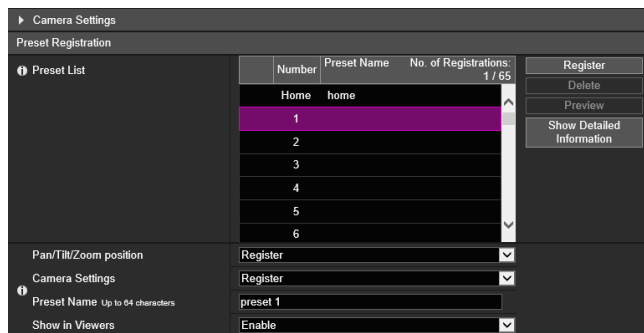 Camera Settings
Preset Registration
Preset List
Number Preset Name No. of Registrations:
1 / 65
Home home
1
2
3
4
5
6
Register
Delete
Preview
Show Detailed
Information
Pan/Tilt/Zoom position Register
Camera Settings Register
Preset Name Up to 64 characters preset 1
Show in Viewers Enable